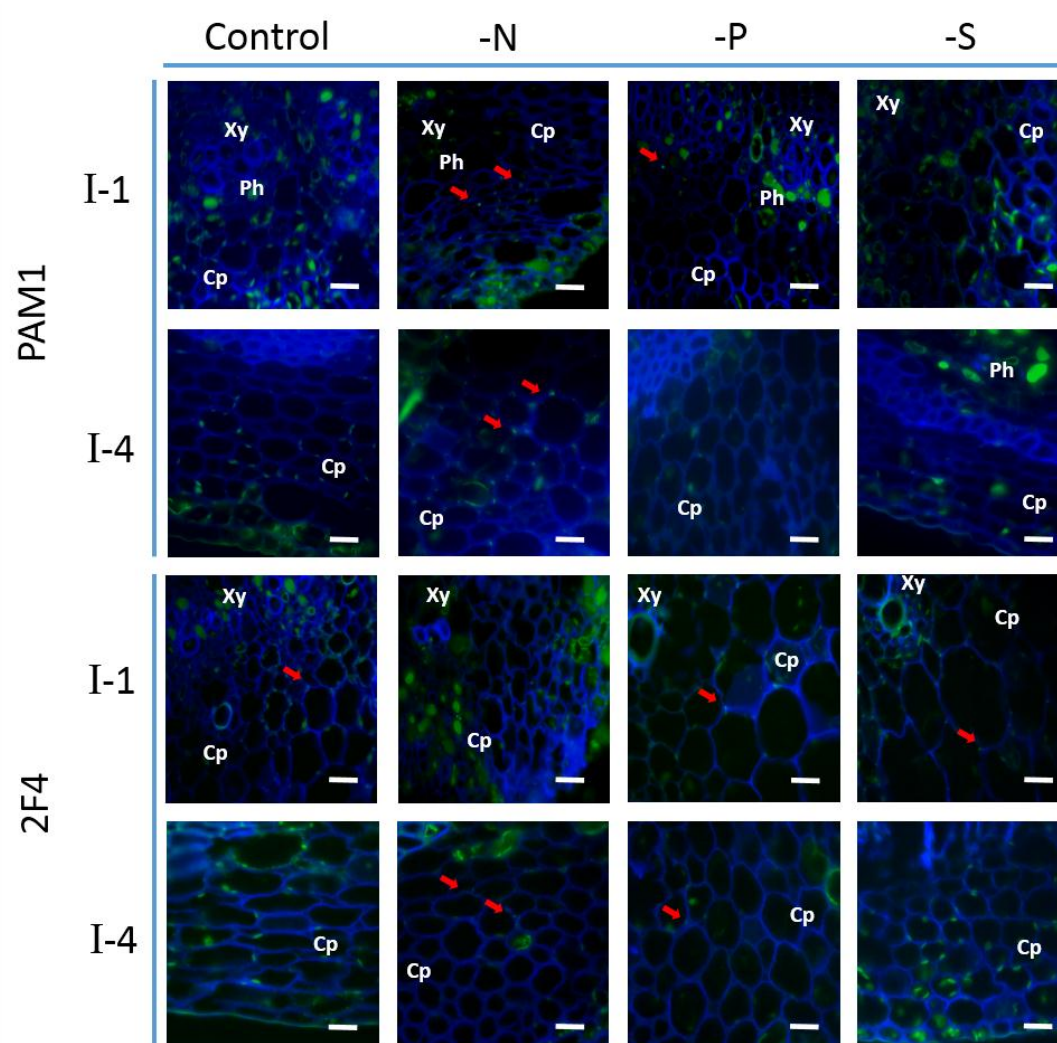 Control -N -P -S
PAM1
I-1
Xy Ph Cp
Xy Cp Ph
Xy Ph Cp
Xy Cp
I-4
Cp
Cp
Cp
Ph Cp
2F4
I-1
Xy Cp
Xy Cp
Xy Cp
Xy Cp
I-4
Cp
Cp
Cp
Cp